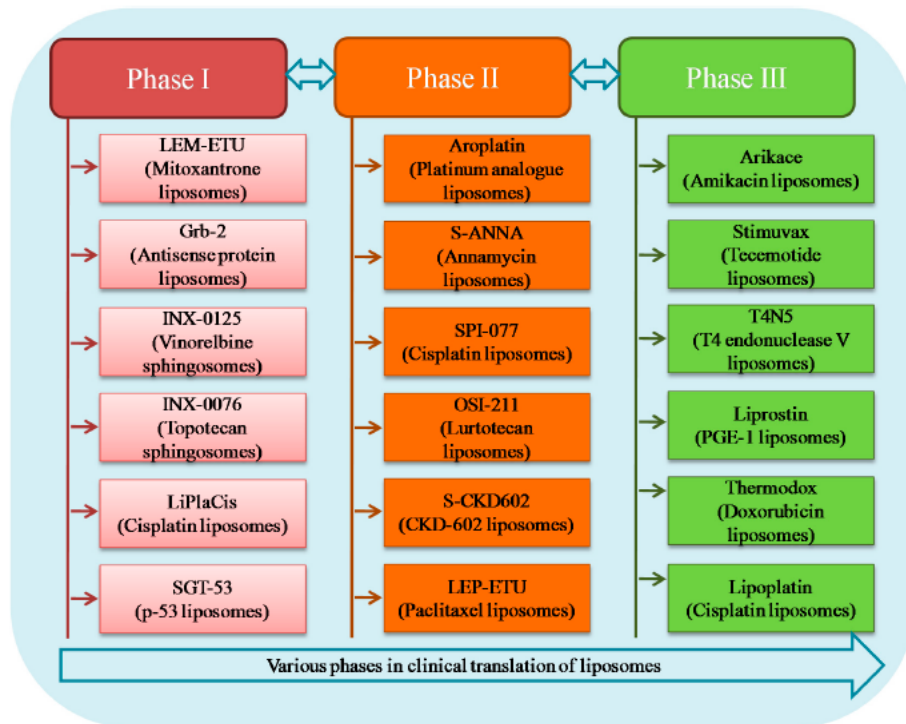 Phase I
Phase II
Phase III
LEM-ETU
(Mitoxantrone
liposomes)
Grb-2
(Antisense protein
liposomes)
INX-0125
(Vinorelbine
sphingosomes)
INX-0076
(Topotecan
sphingosomes)
LiPlaCis
(Cisplatin liposomes)
SGT-53
(p-53 liposomes)
Aroplatin
(Platinum analogue
liposomes)
S-ANNA
(Annamycin
liposomes)
SPI-077
(Cisplatin liposomes)
OSI-211
(Lurtotecan
liposomes)
S-CKD602
(CKD-602 liposomes)
LEP-ETU
(Paclitaxel liposomes)
Arikace
(Amikacin liposomes)
Stimuvax
(Tecemotide
liposomes)
T4N5
(T4 endonuclease V
liposomes)
Liprostin
(PGE-1 liposomes)
Thermodox
(Doxorubicin
liposomes)
Lipoplatin
(Cisplatin liposomes)
Various phases in clinical translation of liposomes